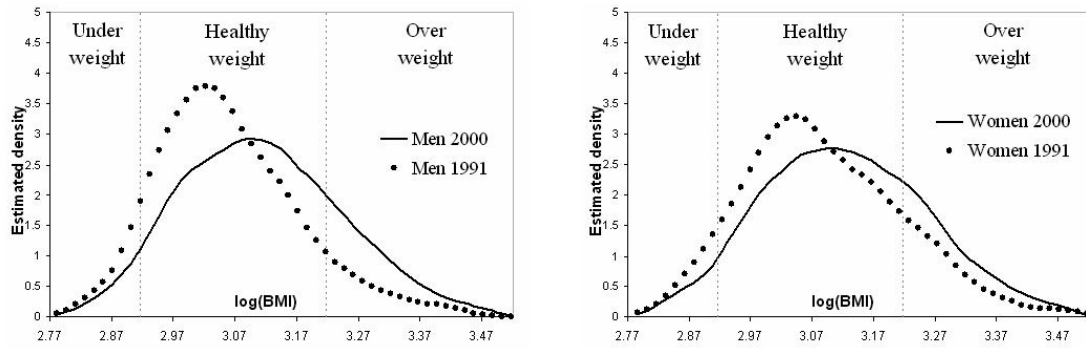 Under
weight
Healthy
weight
Over
weight
Men 2000
Men 1991
Estimated density
log(BMI)
5
4.5
4
3.5
3
2.5
2
1.5
1
0.5
0
2.77 2.87 2.97 3.07 3.17 3.27 3.37 3.47
Under
weight
Healthy
weight
Over
weight
Women 2000
Women 1991
Estimated density
log(BMI)
5
4.5
4
3.5
3
2.5
2
1.5
1
0.5
0
2.77 2.87 2.97 3.07 3.17 3.27 3.37 3.47